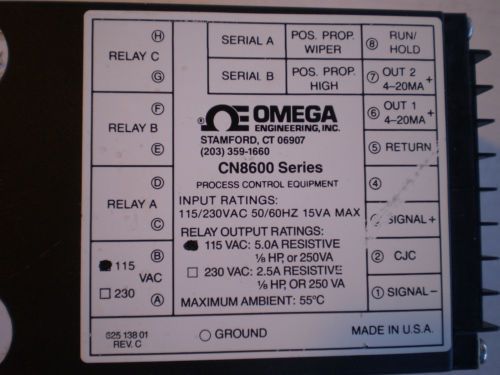 Ⓗ
RELAY C
Ⓖ
Ⓕ
RELAY B
Ⓔ
Ⓓ
RELAY A
Ⓒ
Ⓑ
115
VAC
230
Ⓐ
625 138 01
REV. C
SERIAL A
POS. PROP.
WIPER
SERIAL B
POS. PROP.
HIGH
® OMEGA
ENGINEERING, INC.
STAMFORD, CT 06907
(203) 359-1660
CN8600 Series
PROCESS CONTROL EQUIPMENT
INPUT RATINGS:
115/230VAC 50/60HZ 15VA MAX
RELAY OUTPUT RATINGS:
115 VAC: 5.0A RESISTIVE
⅛ HP, or 250VA
230 VAC: 2.5A RESISTIVE
⅛ HP, OR 250 VA
MAXIMUM AMBIENT: 55°C
GROUND
⑧ RUN/
HOLD
⑦ OUT 2
4–20MA +
⑥ OUT 1
4–20MA +
⑤ RETURN
④
SIGNAL+
② CJC
① SIGNAL–
MADE IN U.S.A.